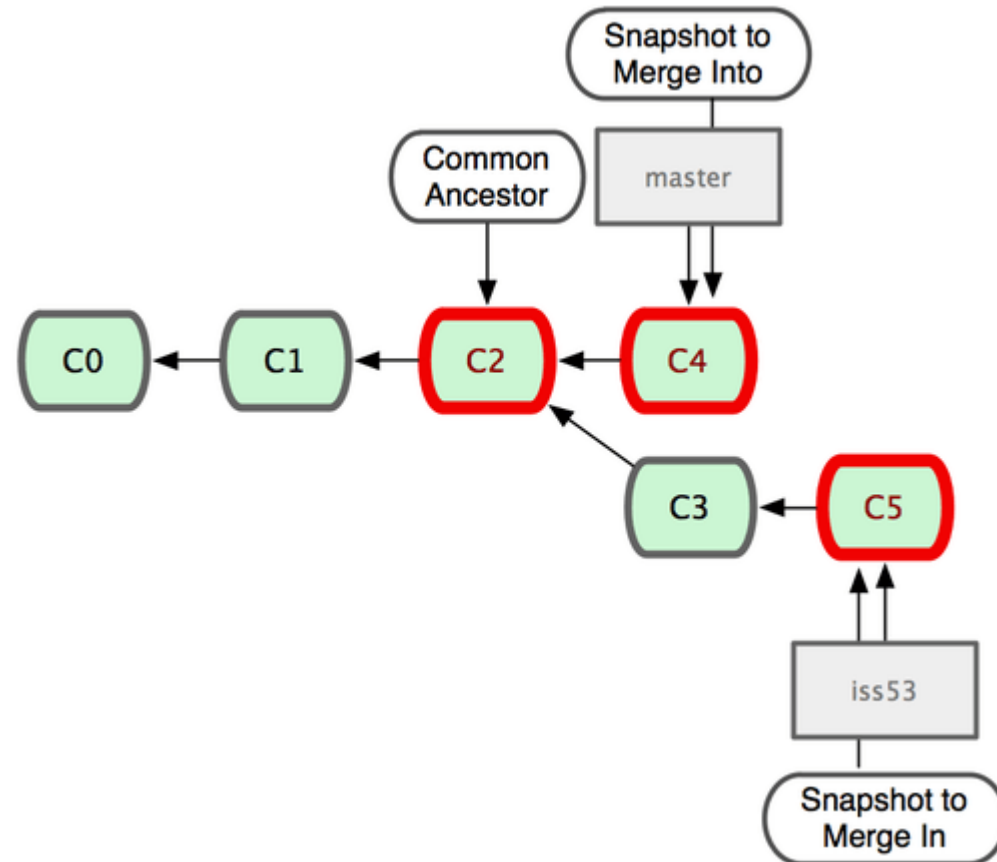 Snapshot to
Merge Into
Common
Ancestor
master
C0
C1
C2
C4
C3
C5
iss53
Snapshot to
Merge In